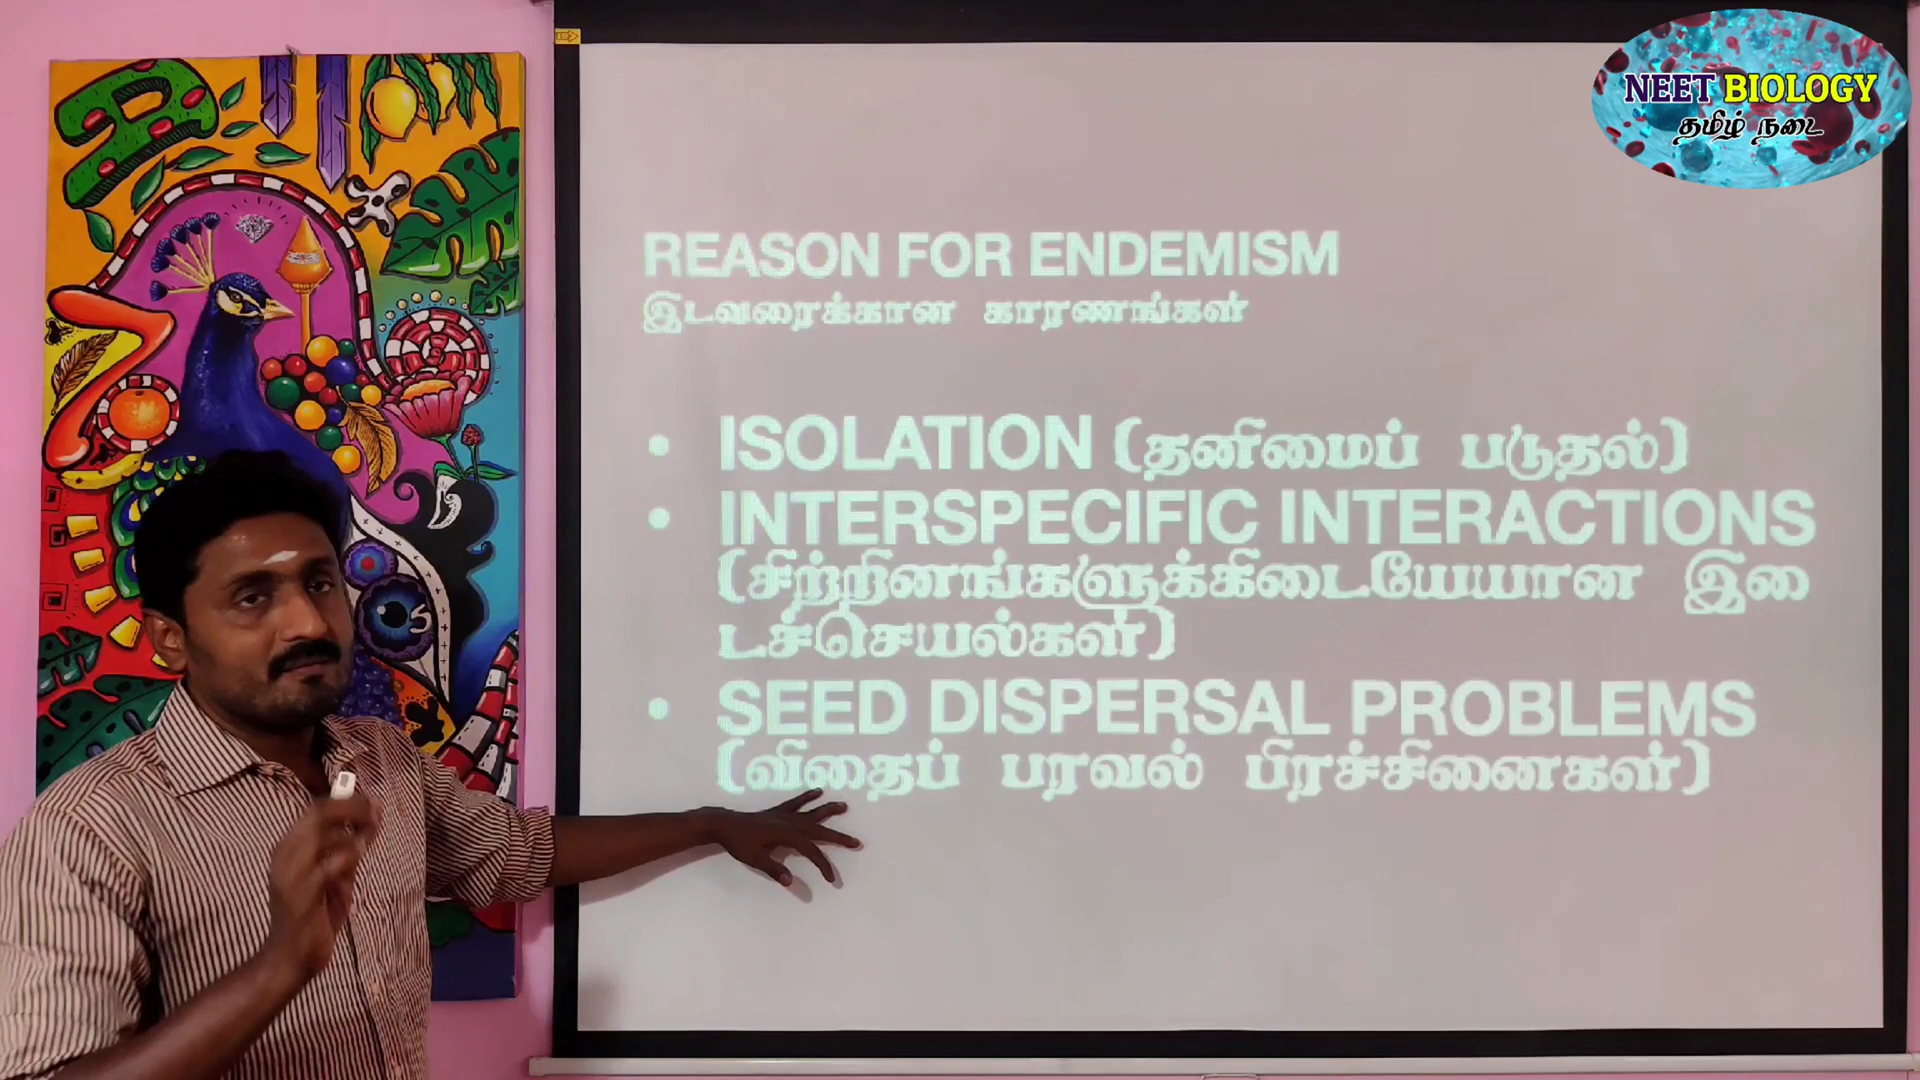 NEET BIOLOGY
தமிழ் நடை
REASON FOR ENDEMISM
இடவரைக்கான காரணங்கள்
• ISOLATION (தனிமைப் படுதல்)
• INTERSPECIFIC INTERACTIONS
(சிற்றினங்களுக்கிடையேயான இடை
டச்செயல்கள்)
• SEED DISPERSAL PROBLEMS
(விதைப் பரவல் பிரச்சினைகள்)